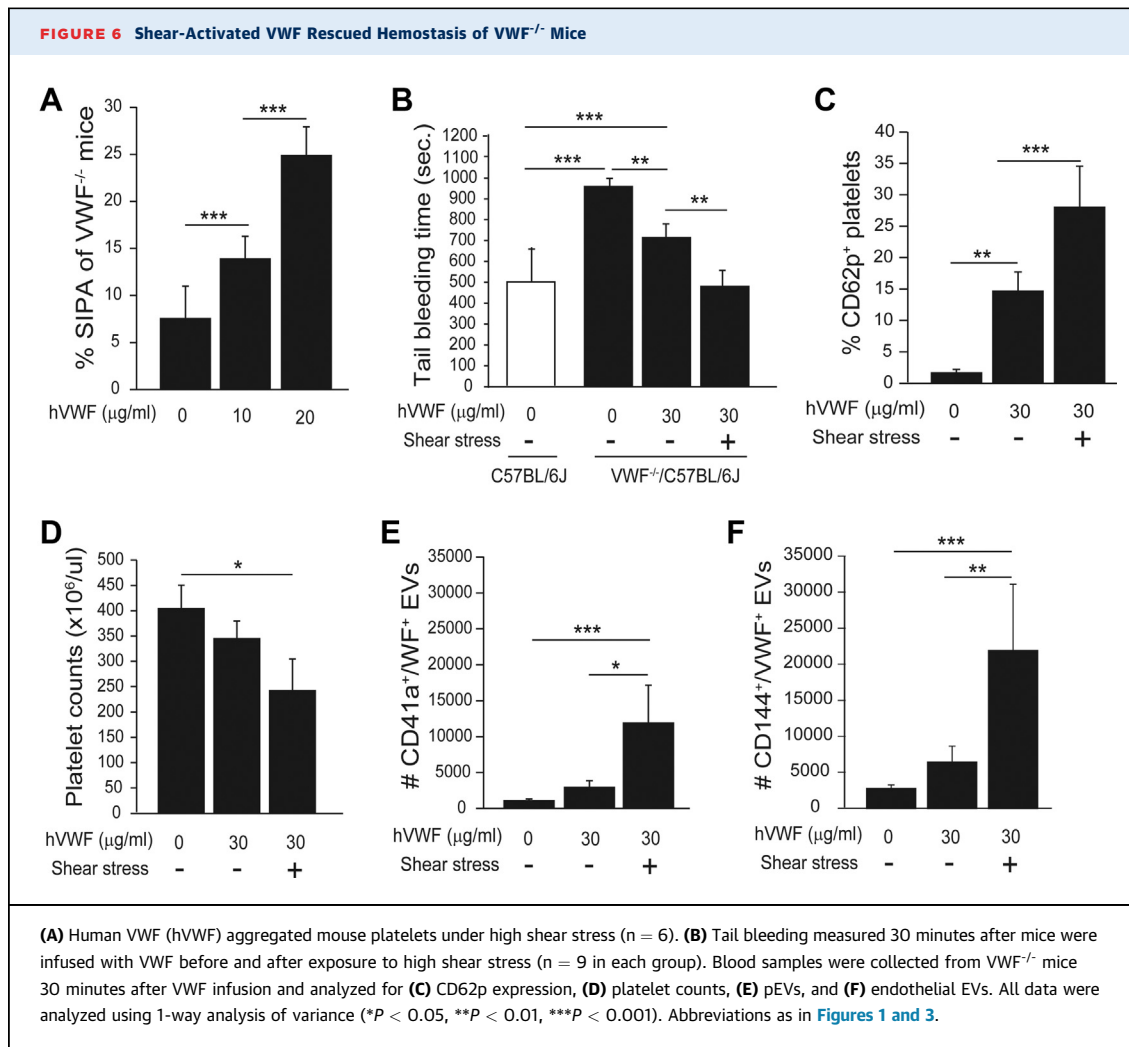 FIGURE 6 Shear-Activated VWF Rescued Hemostasis of VWF-/- Mice
A
% SIPA of VWF-/- mice
30
25
20
15
10
5
0
***
***
hVWF (µg/ml) 0 10 20
B
Tail bleeding time (sec.)
1200
1100
1000
900
800
700
600
500
400
300
200
100
0
***
*** **
**
hVWF (µg/ml) 0 0 30 30
Shear stress - - - +
C57BL/6J VWF-/-/C57BL/6J
C
% CD62p+ platelets
40
35
30
25
20
15
10
5
0
***
**
hVWF (µg/ml) 0 30 30
Shear stress - - +
D
Platelet counts (x10⁶/ul)
500
450
400
350
300
250
200
150
100
50
0
*
hVWF (µg/ml) 0 30 30
Shear stress - - +
E
# CD41a+/WF+ EVs
35000
30000
25000
20000
15000
10000
5000
0
***
*
hVWF (µg/ml) 0 30 30
Shear stress - - +
F
# CD144+/VWF+ EVs
35000
30000
25000
20000
15000
10000
5000
0
***
**
hVWF (µg/ml) 0 30 30
Shear stress - - +
(A) Human VWF (hVWF) aggregated mouse platelets under high shear stress (n = 6). (B) Tail bleeding measured 30 minutes after mice were
infused with VWF before and after exposure to high shear stress (n = 9 in each group). Blood samples were collected from VWF-/- mice
30 minutes after VWF infusion and analyzed for (C) CD62p expression, (D) platelet counts, (E) pEVs, and (F) endothelial EVs. All data were
analyzed using 1-way analysis of variance (*P < 0.05, **P < 0.01, ***P < 0.001). Abbreviations as in Figures 1 and 3.